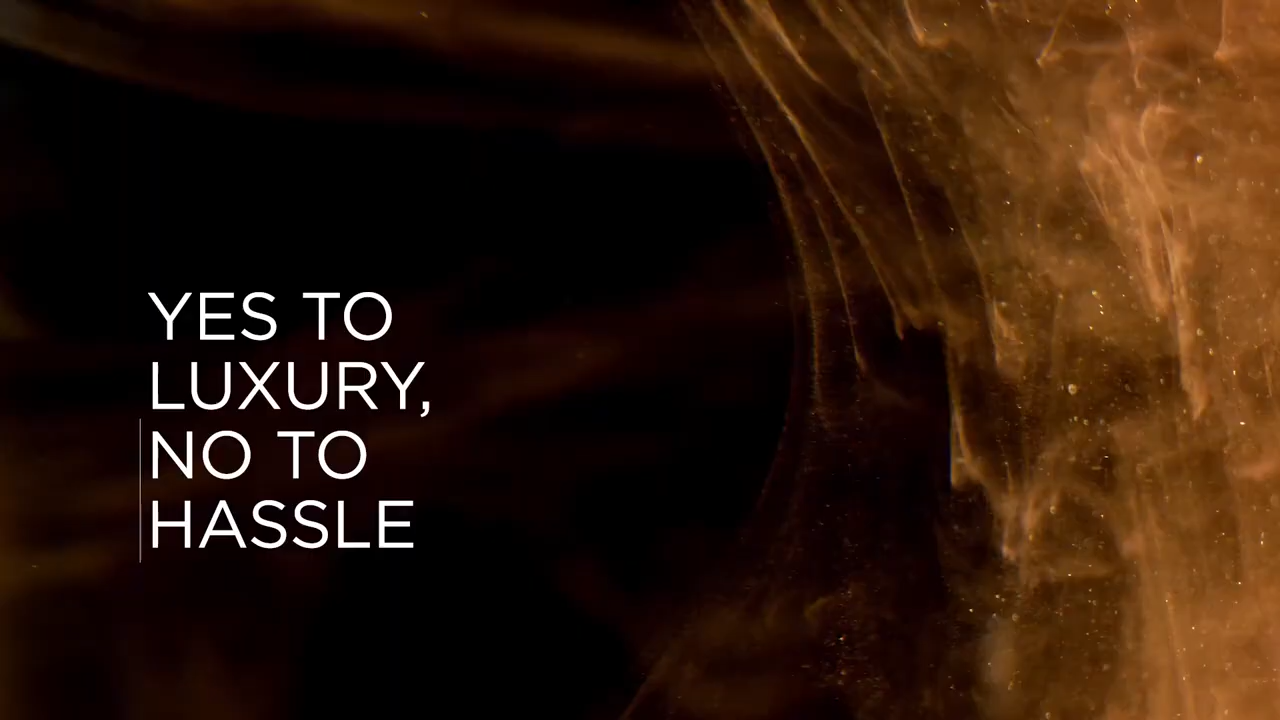 YES TO
LUXURY,
NO TO
HASSLE